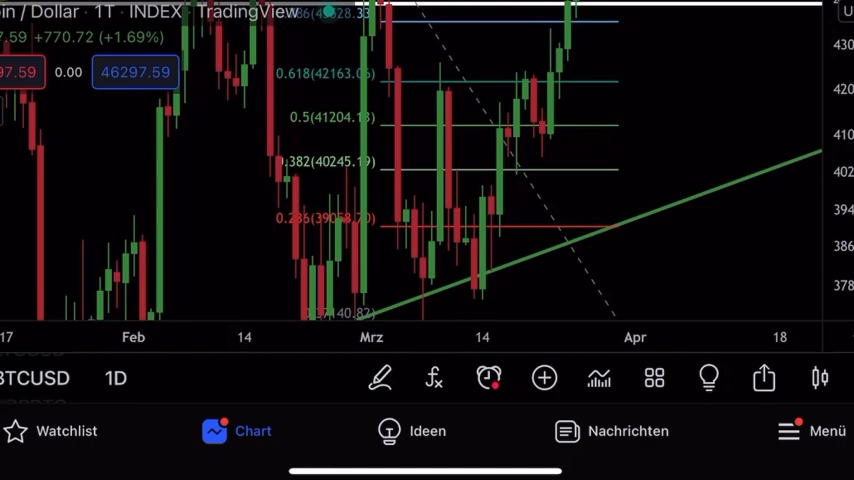 in / Dollar · 1T · INDEX · TradingView
7.59 +770.72 (+1.69%)
97.59 0.00 46297.59
0.618(42163.06)
0.5(41204.13)
0.382(40245.19)
0.236(39058.70)
430
420
402
394
386
378
17 Feb 14 Mrz 14 Apr 18
BTCUSD 1D
Watchlist Chart Ideen Nachrichten Menü